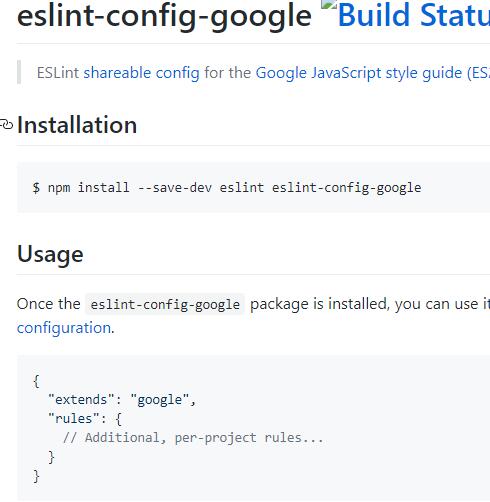 eslint-config-google Build Statu
ESLint shareable config for the Google JavaScript style guide (ES
Installation
$ npm install --save-dev eslint eslint-config-google
Usage
Once the eslint-config-google package is installed, you can use it
configuration.
{
"extends": "google",
"rules": {
// Additional, per-project rules...
}
}